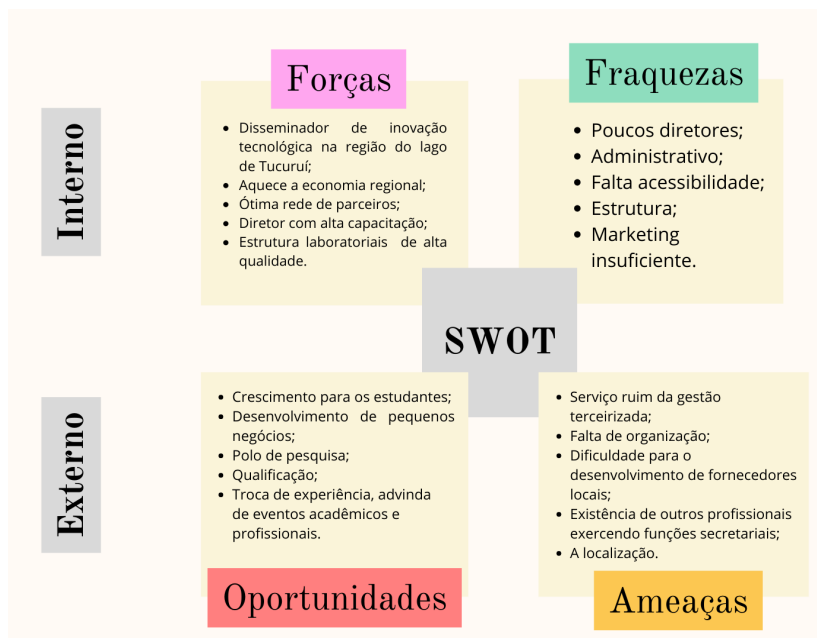 Forças
Fraquezas
Interno
• Disseminador de inovação
tecnológica na região do lago
de Tucuruí;
• Aquece a economia regional;
• Ótima rede de parceiros;
• Diretor com alta capacitação;
• Estrutura laboratoriais de alta
qualidade.
• Poucos diretores;
• Administrativo;
• Falta acessibilidade;
• Estrutura;
• Marketing
insuficiente.
SWOT
Externo
• Crescimento para os estudantes;
• Desenvolvimento de pequenos
negócios;
• Polo de pesquisa;
• Qualificação;
• Troca de experiência, advinda
de eventos acadêmicos e
profissionais.
• Serviço ruim da gestão
terceirizada;
• Falta de organização;
• Dificuldade para o
desenvolvimento de fornecedores
locais;
• Existência de outros profissionais
exercendo funções secretariais;
• A localização.
Oportunidades
Ameaças